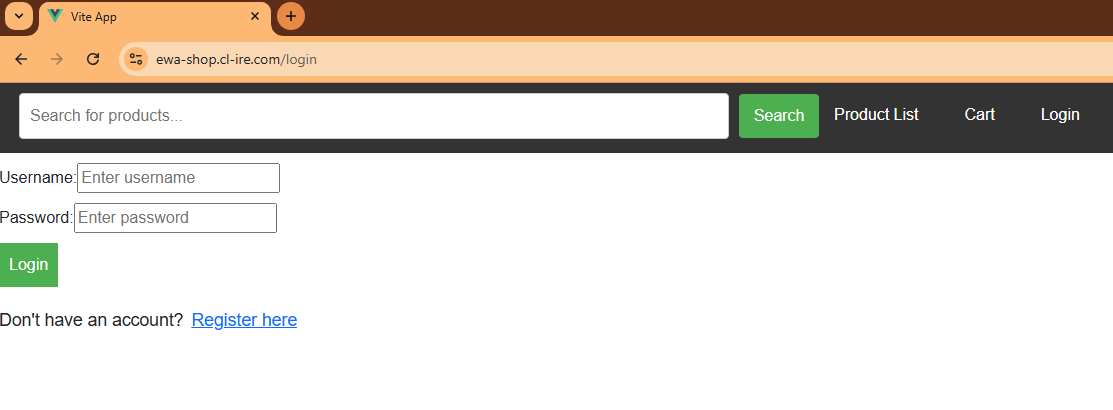 Vite App
ewa-shop.cl-ire.com/login
Search for products... Search Product List Cart Login
Username: Enter username
Password: Enter password
Login
Don't have an account? Register here